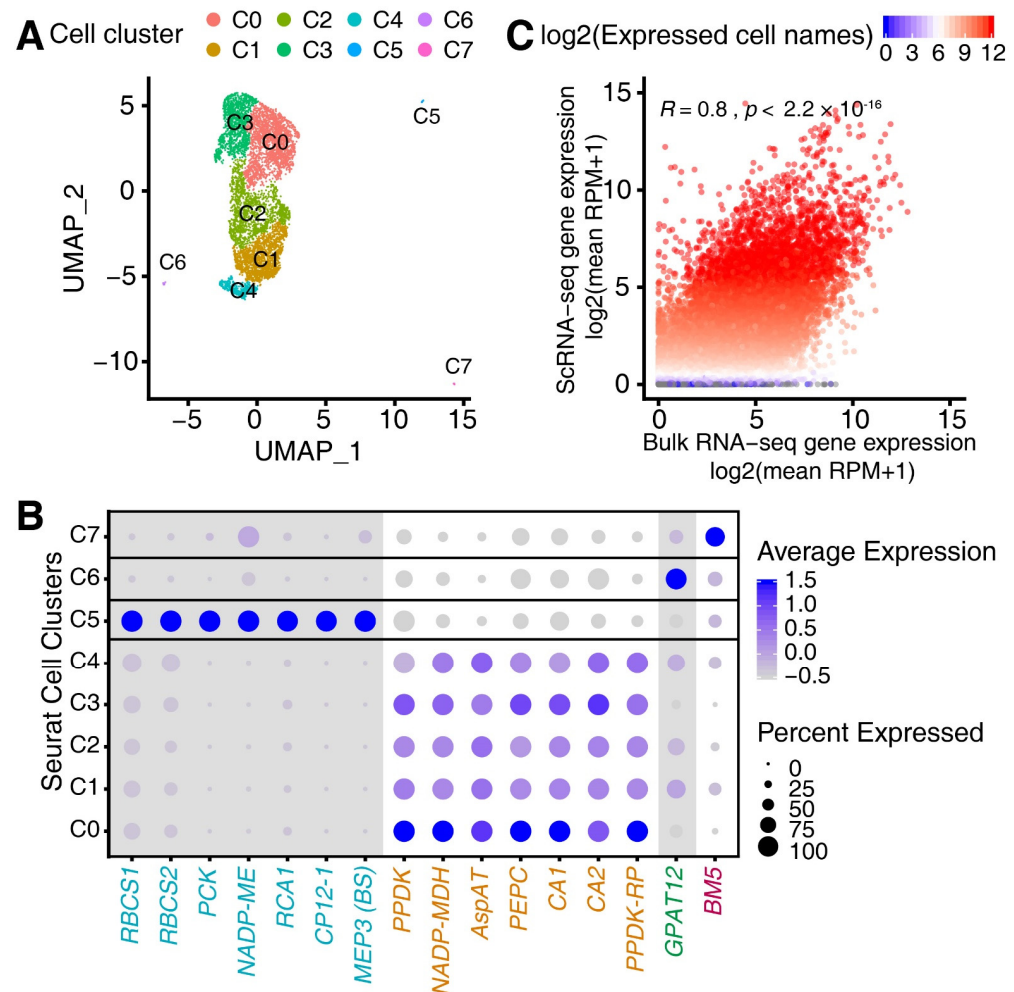 A Cell cluster
C0 C2 C4 C6
C1 C3 C5 C7
UMAP_2
5
0
−5
−10
C3
C0
C2
C1
C4
C5
C6
C7
−5 0 5 10 15
UMAP_1
C log2(Expressed cell names)
0 3 6 9 12
ScRNA−seq gene expression
log2(mean RPM+1)
15
10
5
0
R = 0.8 , p < 2.2 × 10-16
0 5 10 15
Bulk RNA−seq gene expression
log2(mean RPM+1)
B
Seurat Cell Clusters
C7
C6
C5
C4
C3
C2
C1
C0
RBCS1
RBCS2
PCK
NADP-ME
RCA1
CP12-1
MEP3 (BS)
PPDK
NADP-MDH
AspAT
PEPC
CA1
CA2
PPDK-RP
GPAT12
BM5
Average Expression
1.5
1.0
0.5
0.0
−0.5
Percent Expressed
0
25
50
75
100